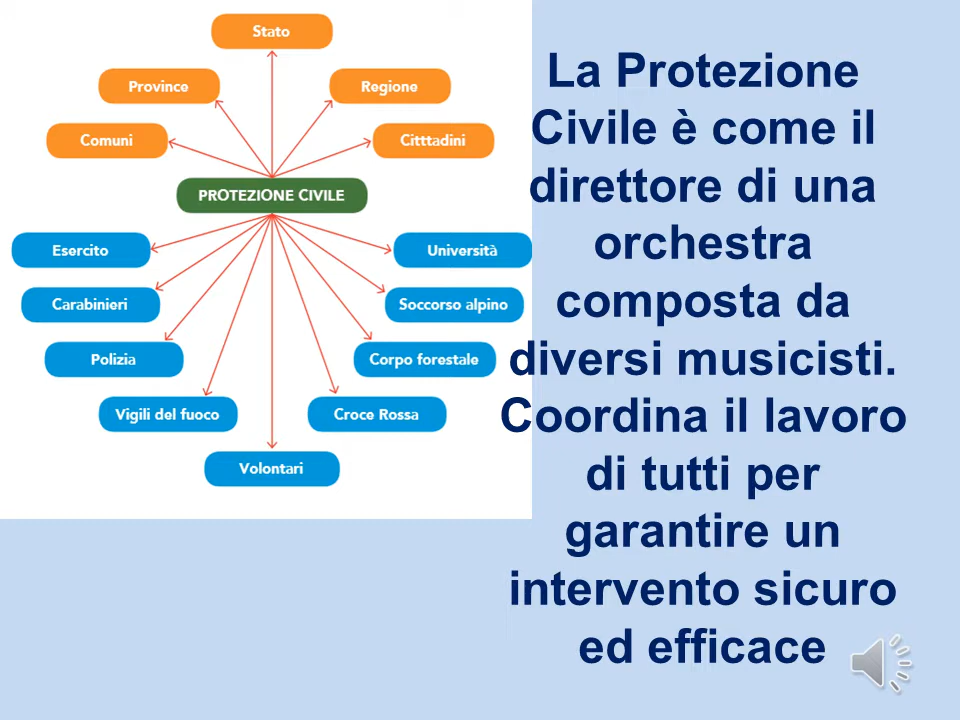 Stato
Province
Regione
Comuni
Citttadini
PROTEZIONE CIVILE
Esercito
Università
Carabinieri
Soccorso alpino
Polizia
Corpo forestale
Vigili del fuoco
Croce Rossa
Volontari
La Protezione
Civile è come il
direttore di una
orchestra
composta da
diversi musicisti.
Coordina il lavoro
di tutti per
garantire un
intervento sicuro
ed efficace